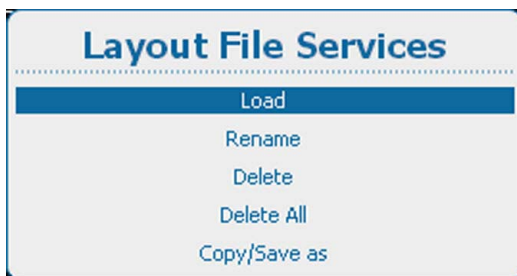 Layout File Services
Load
Rename
Delete
Delete All
Copy/Save as